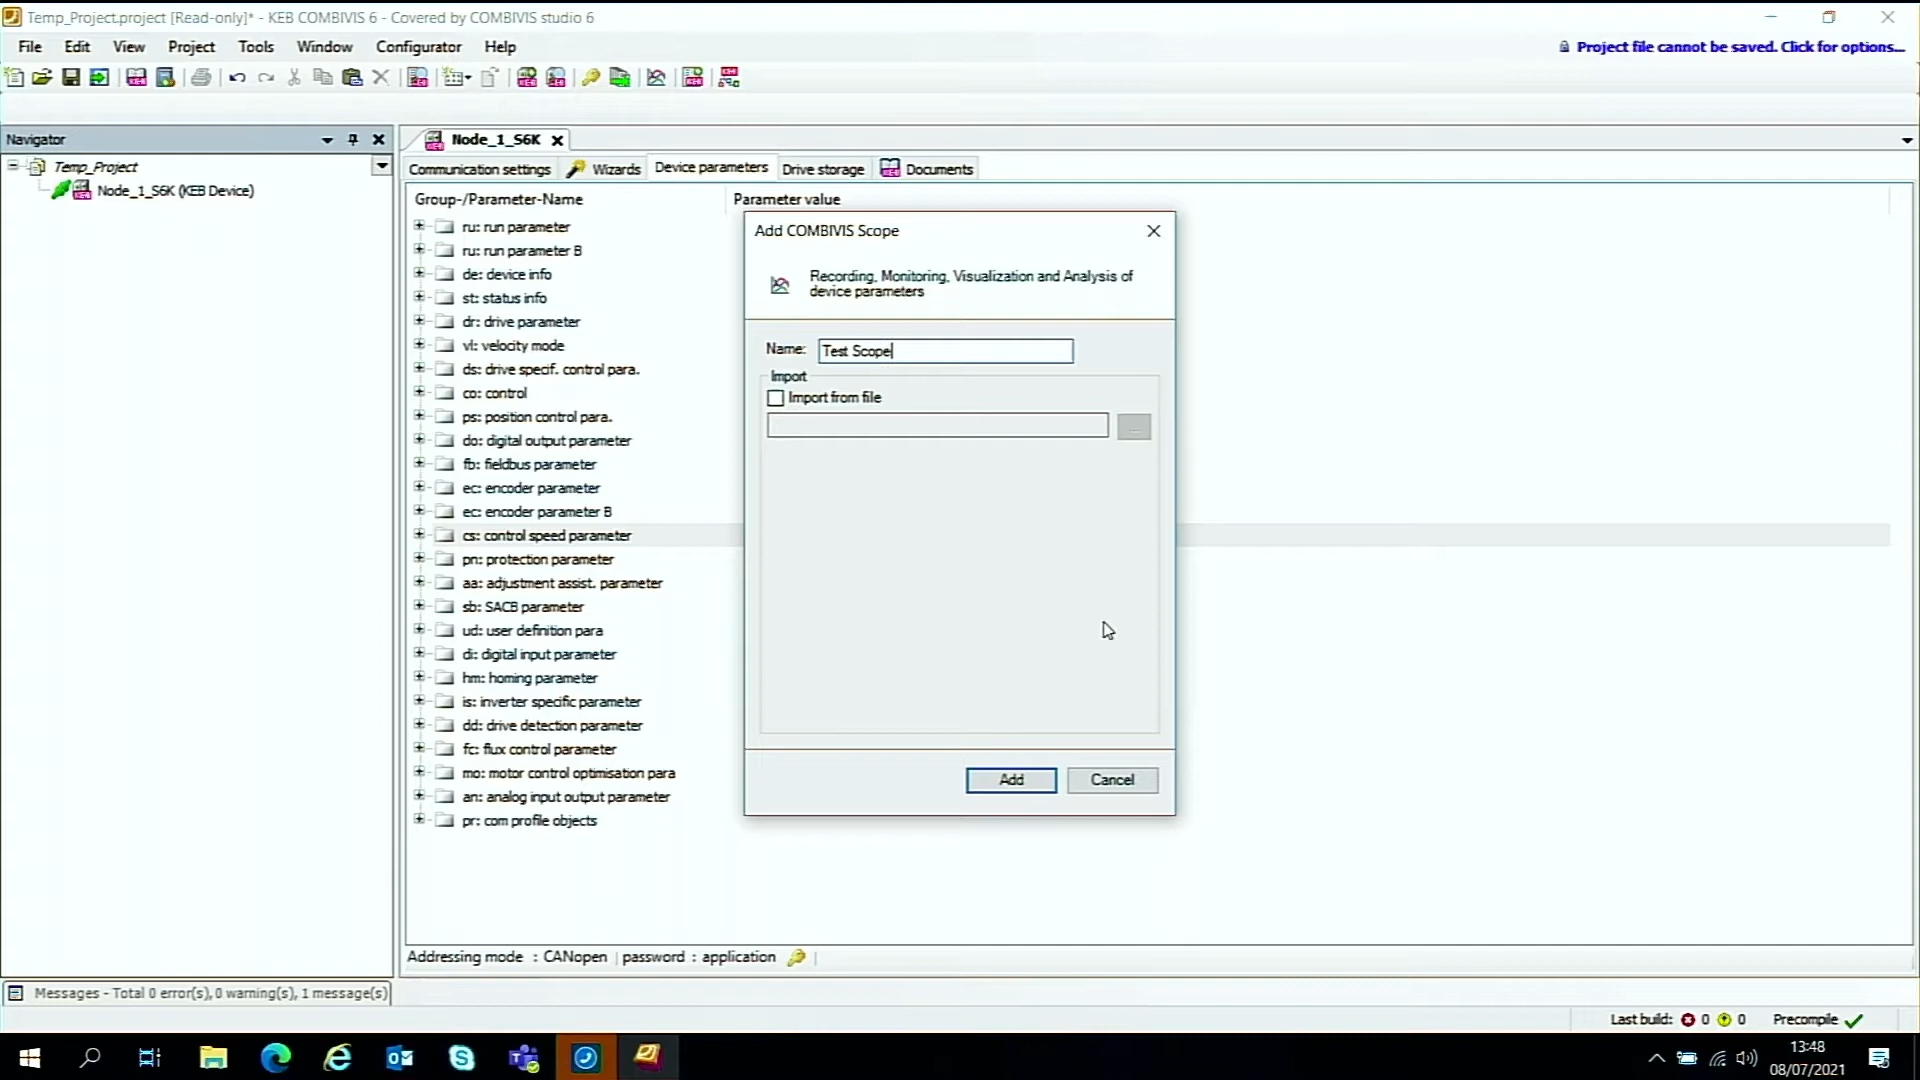 Temp_Project.project [Read-only]* - KEB COMBIVIS 6 - Covered by COMBIVIS studio 6
File Edit View Project Tools Window Configurator Help
Project file cannot be saved. Click for options...
Navigator
Temp_Project
Node_1_S6K (KEB Device)
Node_1_S6K
Communication settings Wizards Device parameters Drive storage Documents
Group-/Parameter-Name Parameter value
ru: run parameter
ru: run parameter B
de: device info
st: status info
dr: drive parameter
vl: velocity mode
ds: drive specif. control para.
co: control
ps: position control para.
do: digital output parameter
fb: fieldbus parameter
ec: encoder parameter
ec: encoder parameter B
cs: control speed parameter
pn: protection parameter
aa: adjustment assist. parameter
sb: SACB parameter
ud: user definition para
di: digital input parameter
hm: homing parameter
is: inverter specific parameter
dd: drive detection parameter
fc: flux control parameter
mo: motor control optimisation para
an: analog input output parameter
pr: com profile objects
Add COMBIVIS Scope
Recording, Monitoring, Visualization and Analysis of
device parameters
Name: Test Scope
Import
Import from file
...
Add Cancel
Addressing mode : CANopen password : application
Messages - Total 0 error(s), 0 warning(s), 1 message(s)
Last build: 0 0 Precompile
13:48
08/07/2021